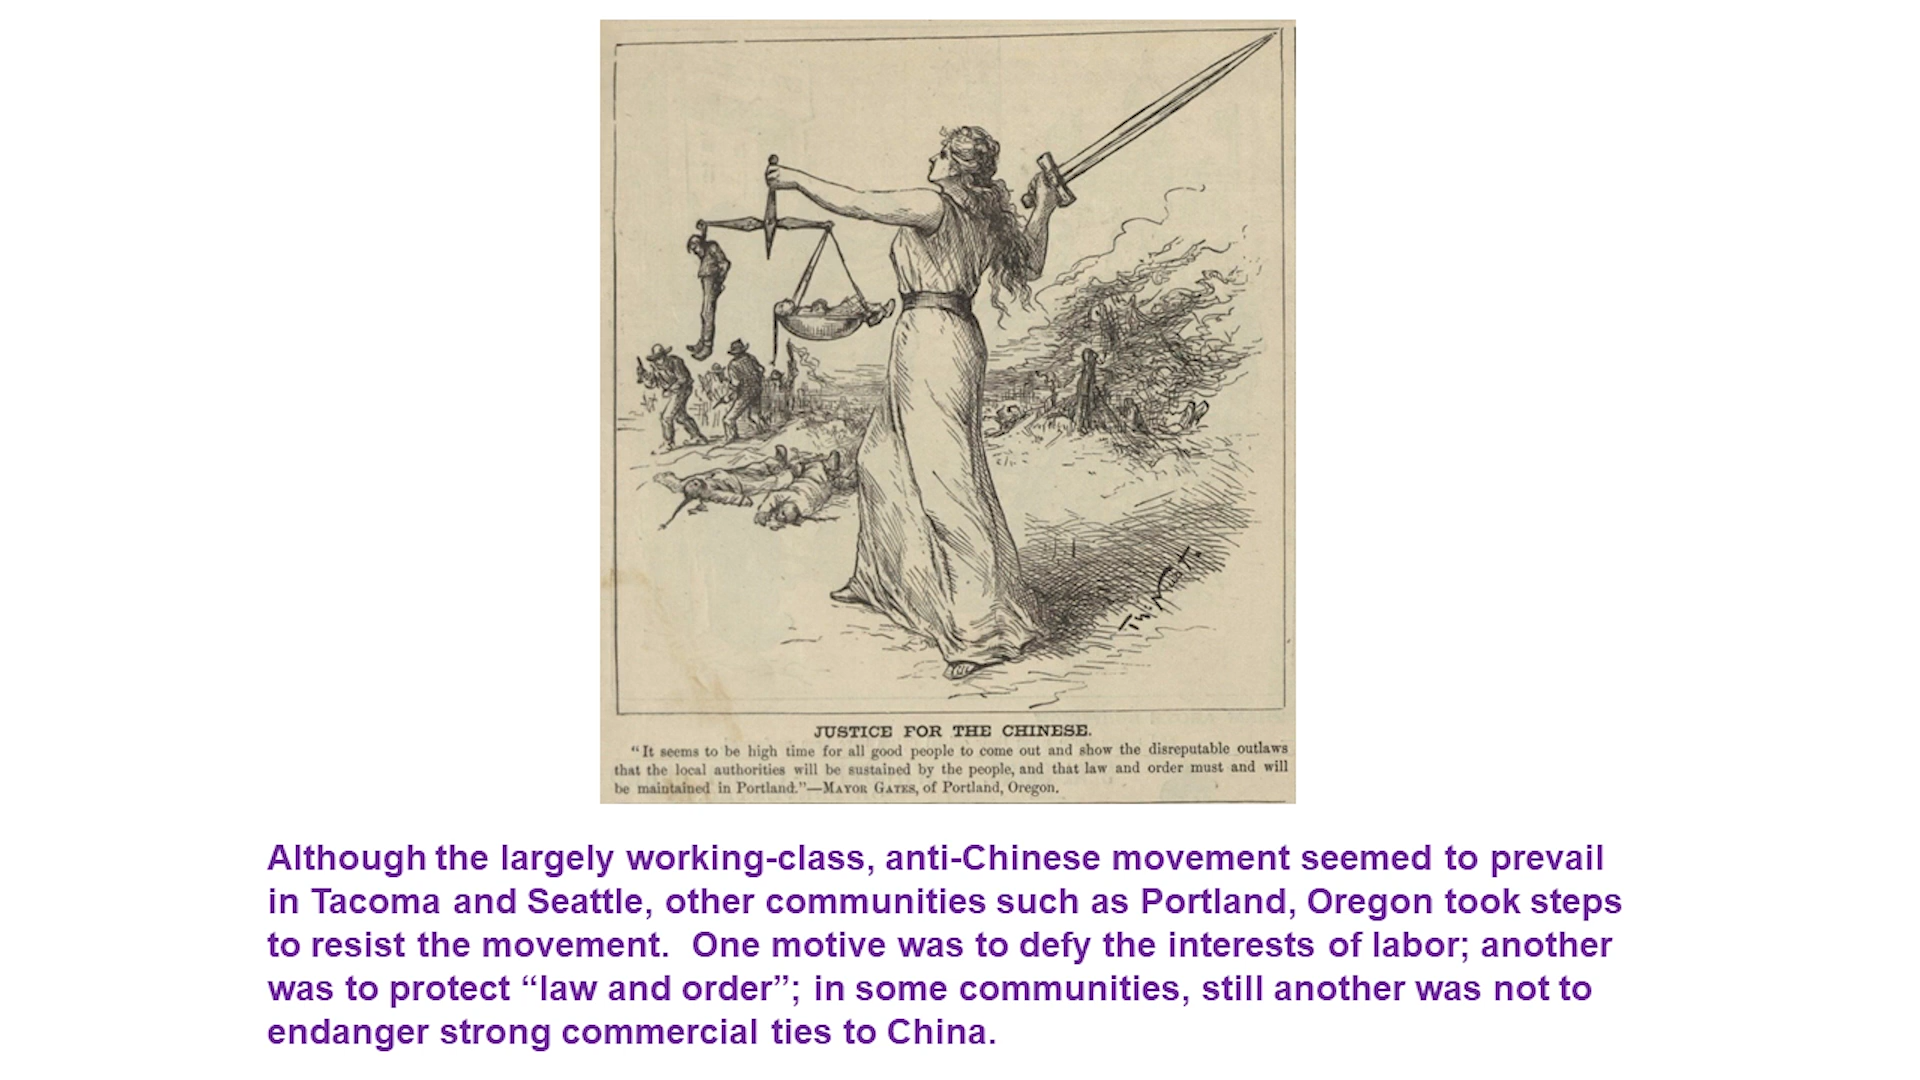 Th. Nast.
JUSTICE FOR THE CHINESE.
"It seems to be high time for all good people to come out and show the disreputable outlaws
that the local authorities will be sustained by the people, and that law and order must and will
be maintained in Portland."—MAYOR GATES, of Portland, Oregon.
Although the largely working-class, anti-Chinese movement seemed to prevail
in Tacoma and Seattle, other communities such as Portland, Oregon took steps
to resist the movement.  One motive was to defy the interests of labor; another
was to protect “law and order”; in some communities, still another was not to
endanger strong commercial ties to China.